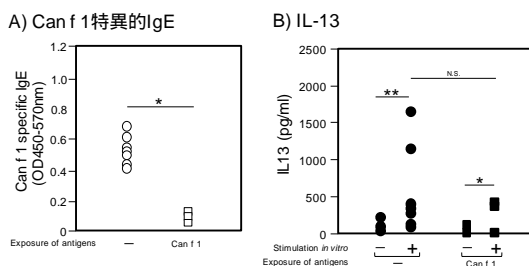 A) Can f 1特異的IgE
Can f 1 specific IgE
(OD450-570nm)
1.2
1.0
0.8
0.6
0.4
0.2
0
*
Exposure of antigens
－
Can f 1
B) IL-13
IL13 (pg/ml)
2500
2000
1500
1000
500
0
N.S.
**
*
Stimulation in vitro
－ + － +
Exposure of antigens
－
Can f 1